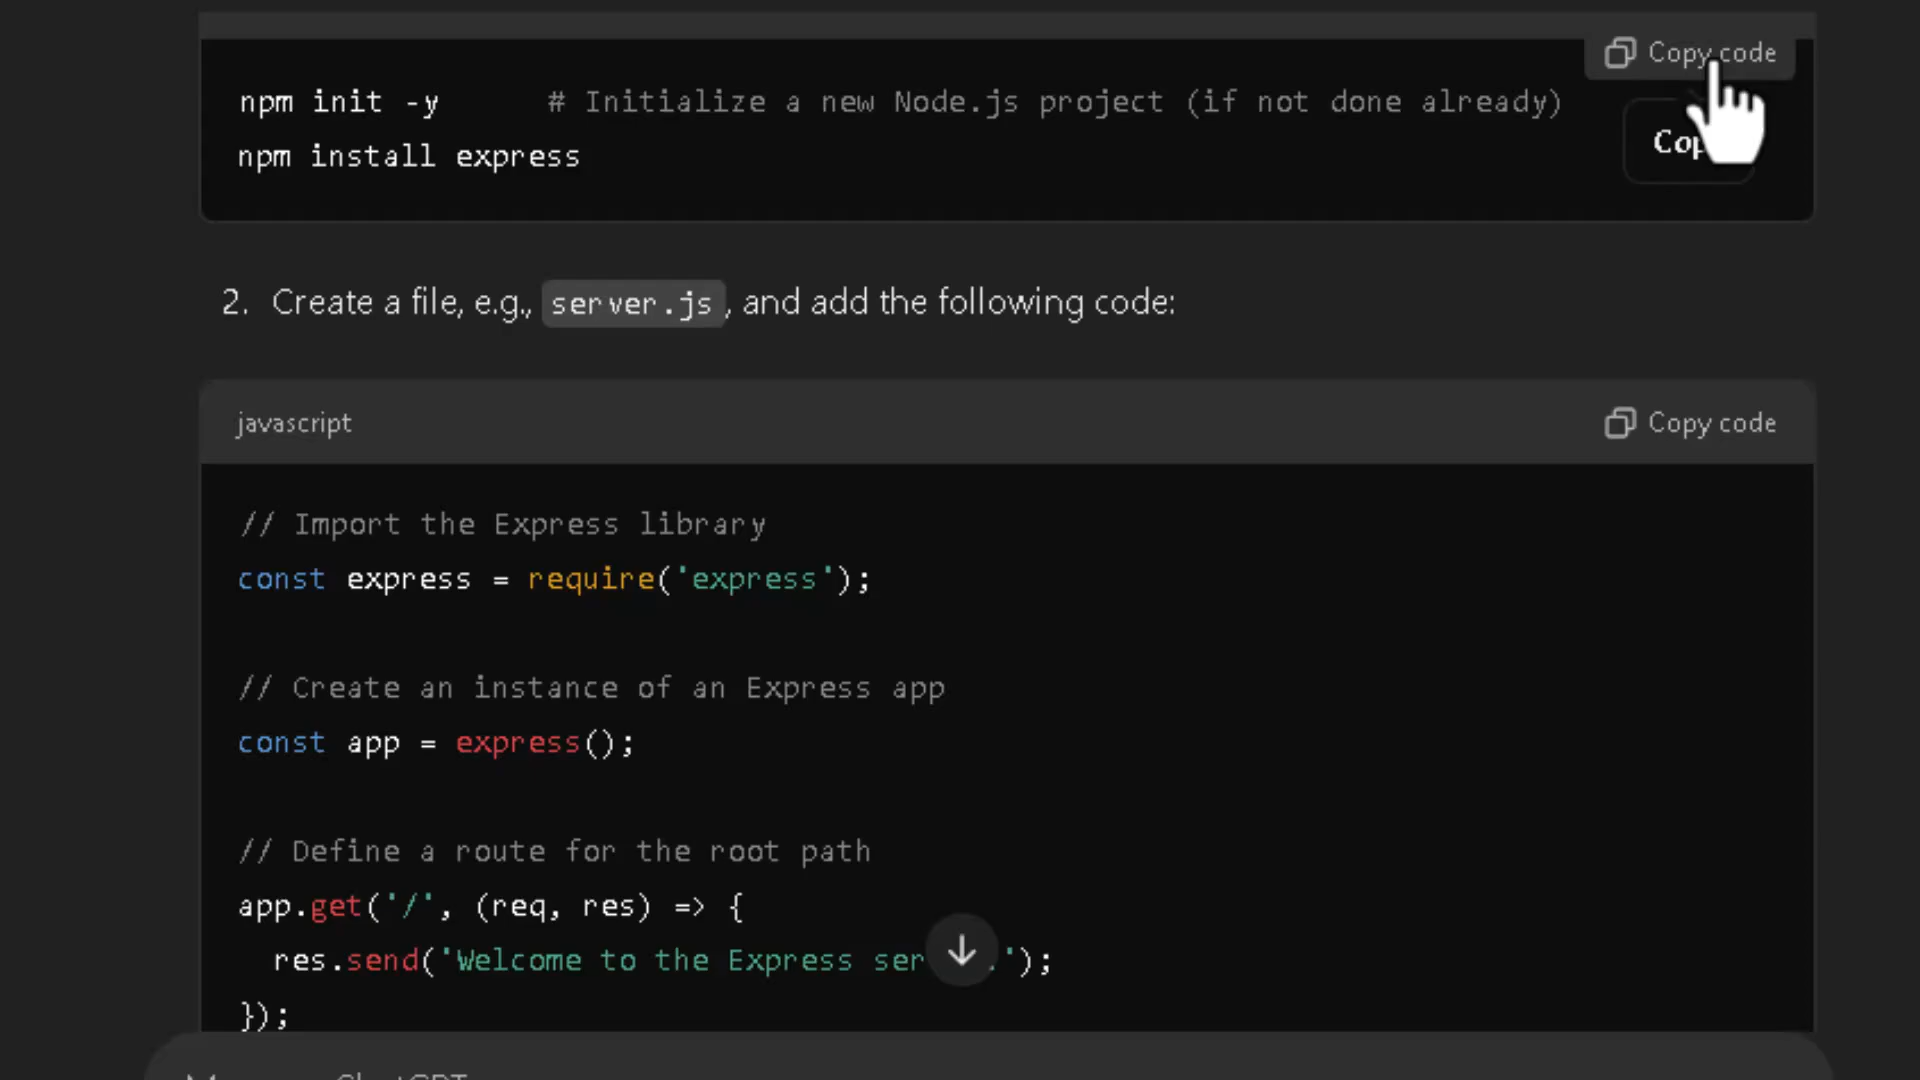 Copy code
npm init -y # Initialize a new Node.js project (if not done already)
npm install express
2. Create a file, e.g., server.js, and add the following code:
javascript Copy code
// Import the Express library
const express = require('express');
// Create an instance of an Express app
const app = express();
// Define a route for the root path
app.get('/', (req, res) => {
res.send('Welcome to the Express ser .');
});
ChatGPT